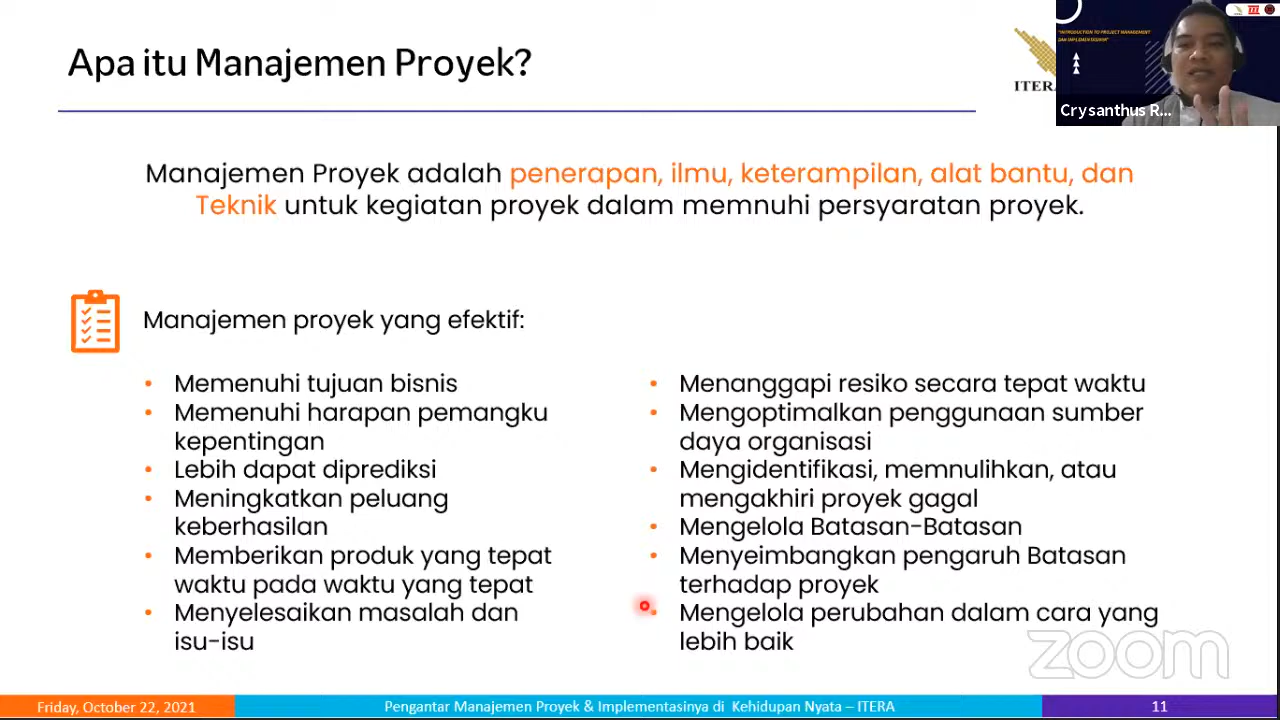 Apa itu Manajemen Proyek?
ITERA
"INTRODUCTION TO PROJECT MANAGEMENT
Crysanthus R...
Manajemen Proyek adalah penerapan, ilmu, keterampilan, alat bantu, dan
Teknik untuk kegiatan proyek dalam memnuhi persyaratan proyek.
Manajemen proyek yang efektif:
• Memenuhi tujuan bisnis
• Memenuhi harapan pemangku
kepentingan
• Lebih dapat diprediksi
• Meningkatkan peluang
keberhasilan
• Memberikan produk yang tepat
waktu pada waktu yang tepat
• Menyelesaikan masalah dan
isu-isu
• Menanggapi resiko secara tepat waktu
• Mengoptimalkan penggunaan sumber
daya organisasi
• Mengidentifikasi, memnulihkan, atau
mengakhiri proyek gagal
• Mengelola Batasan-Batasan
• Menyeimbangkan pengaruh Batasan
terhadap proyek
• Mengelola perubahan dalam cara yang
lebih baik
zoom
Friday, October 22, 2021
Pengantar Manajemen Proyek & Implementasinya di Kehidupan Nyata – ITERA
11